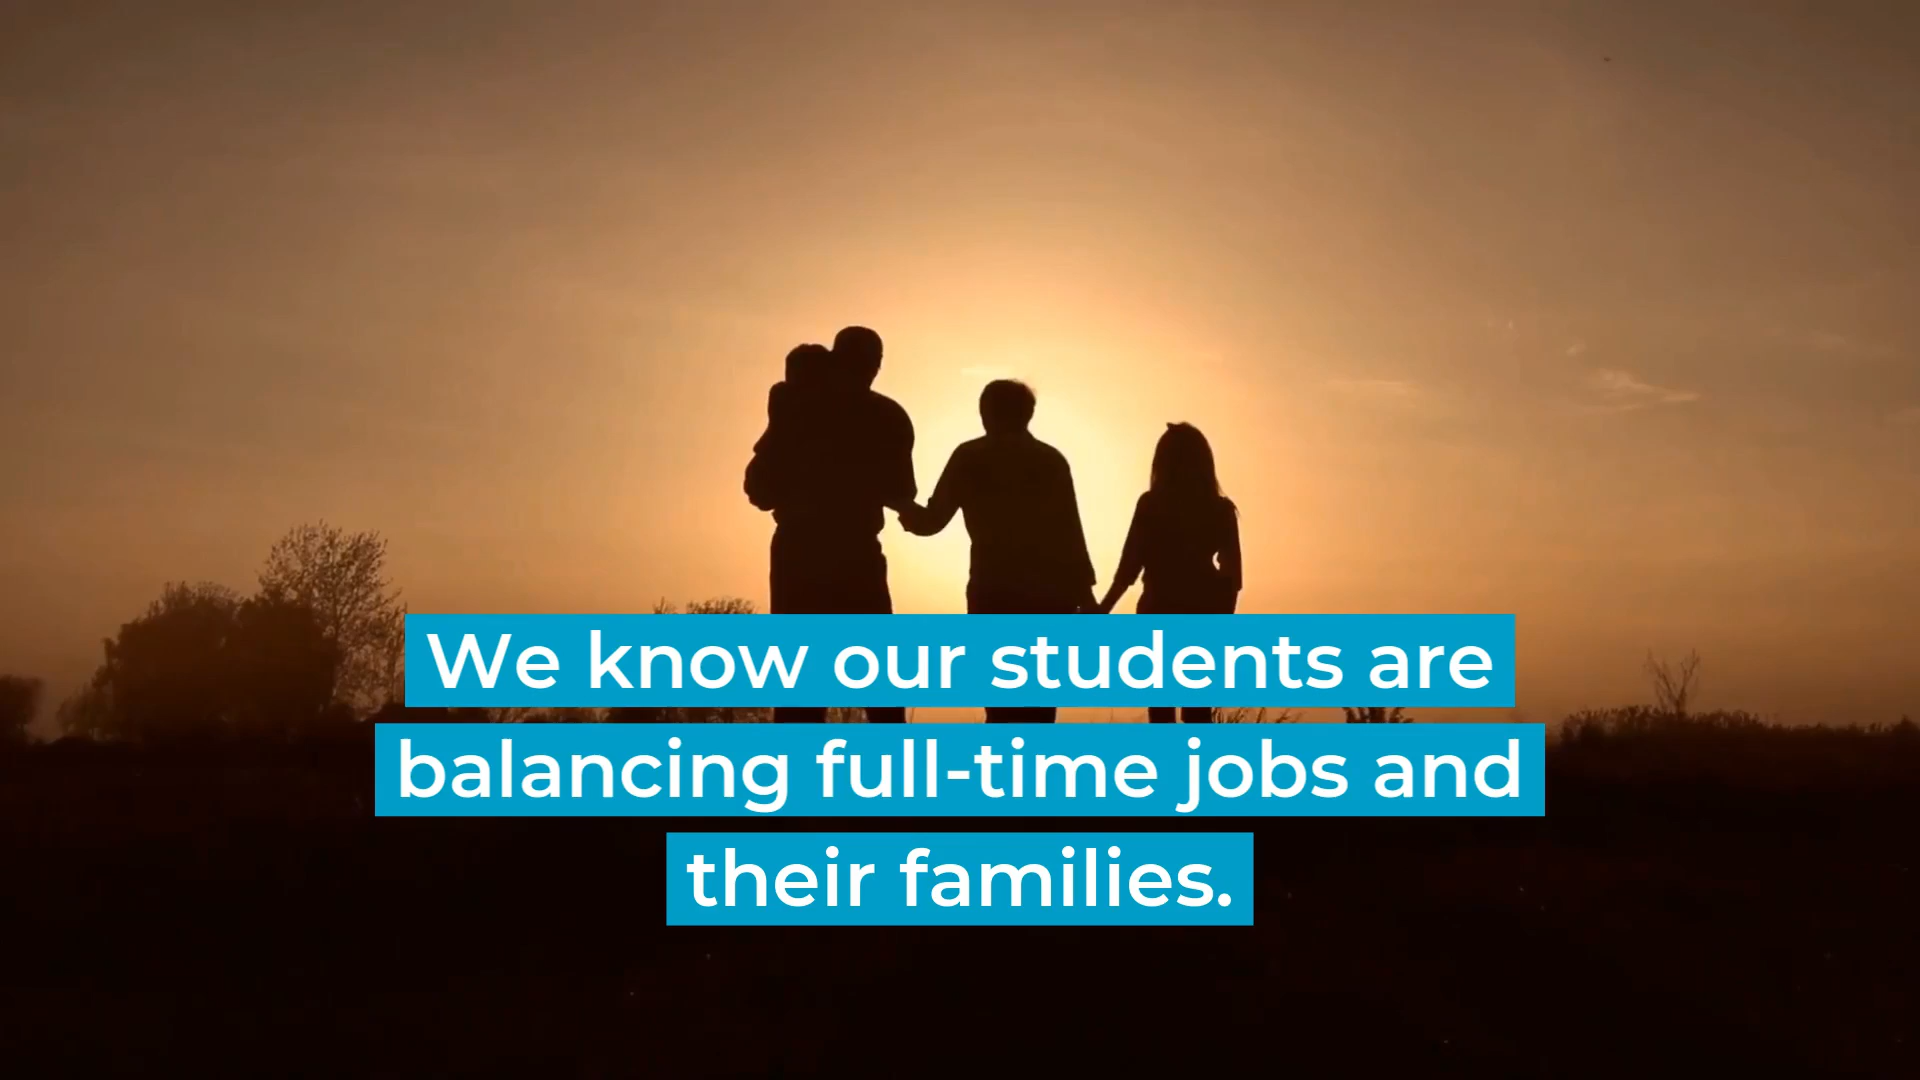 We know our students are
balancing full-time jobs and
their families.